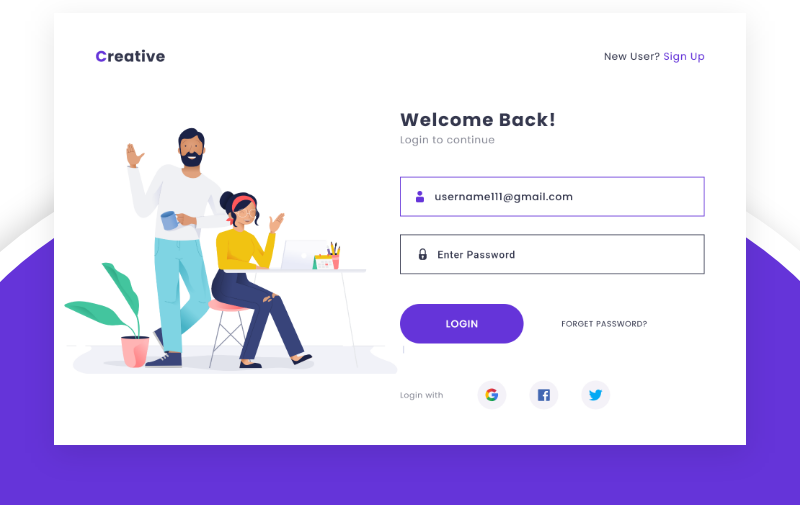 Creative
New User? Sign Up
Welcome Back!
Login to continue
username111@gmail.com
Enter Password
LOGIN
FORGET PASSWORD?
Login with